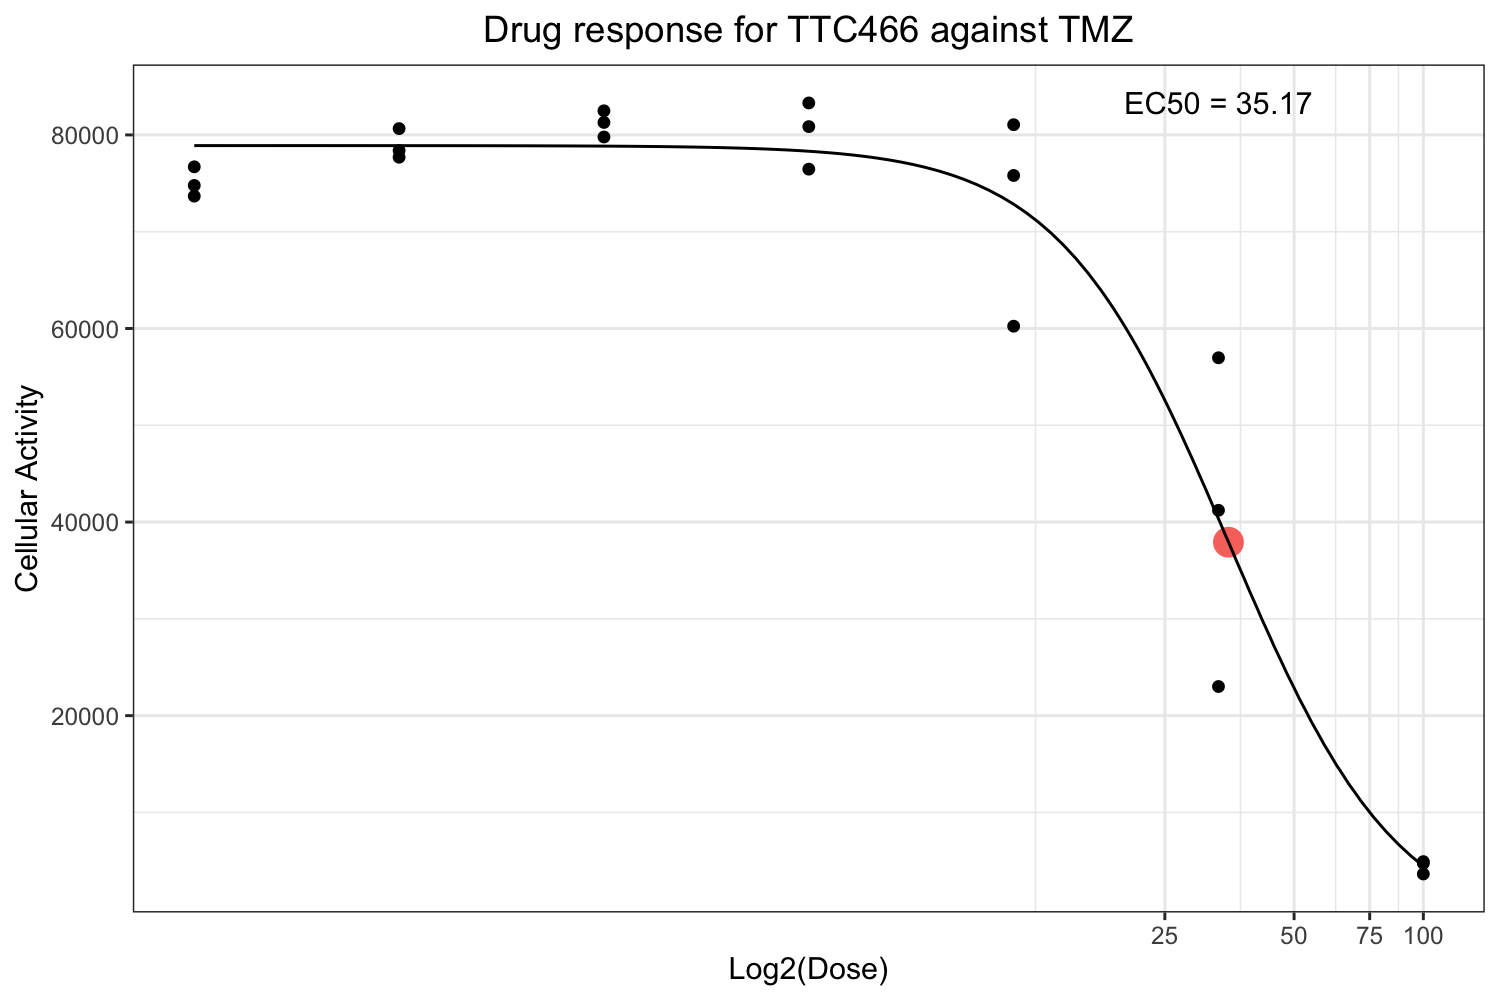 Drug response for TTC466 against TMZ
EC50 = 35.17
80000
60000
40000
20000
Cellular Activity
25 50 75 100
Log2(Dose)